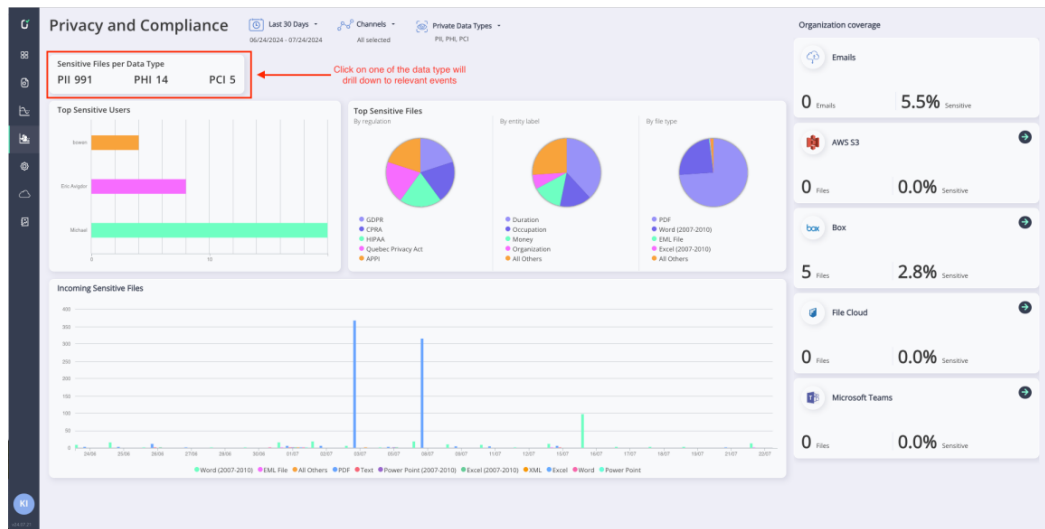 Privacy and Compliance
Last 30 Days
06/24/2024 - 07/24/2024
Channels
All selected
Private Data Types
PII, PHI, PCI
Sensitive Files per Data Type
PII 991 PHI 14 PCI 5
Click on one of the data type will
drill down to relevant events
Top Sensitive Users
Eric Avigdor
Michael
0 10
Top Sensitive Files
By regulation
GDPR
CPRA
HIPAA
Quebec Privacy Act
APPI
By entity label
Duration
Occupation
Money
Organization
All Others
By file type
PDF
Word (2007-2010)
EML File
Excel (2007-2010)
All Others
Incoming Sensitive Files
400
350
300
250
200
150
100
50
0
Word (2007-2010) EML File All Others PDF Text Power Point (2007-2010) Excel (2007-2010) XML Excel Word Power Point
Organization coverage
Emails
0 Emails 5.5% Sensitive
AWS S3
0 Files 0.0% Sensitive
Box
5 Files 2.8% Sensitive
File Cloud
0 Files 0.0% Sensitive
Microsoft Teams
0 Files 0.0% Sensitive
KI